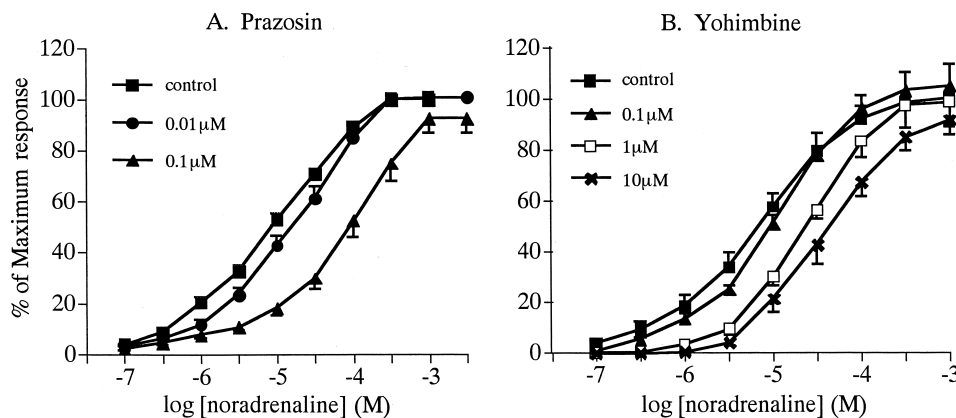 A. Prazosin
120
100
80
60
40
20
0
% of Maximum response
control
0.01µM
0.1µM
-7
-6
-5
-4
-3
log [noradrenaline] (M)
B. Yohimbine
120
100
80
60
40
20
0
control
0.1µM
1µM
10µM
-7
-6
-5
-4
-3
log [noradrenaline] (M)